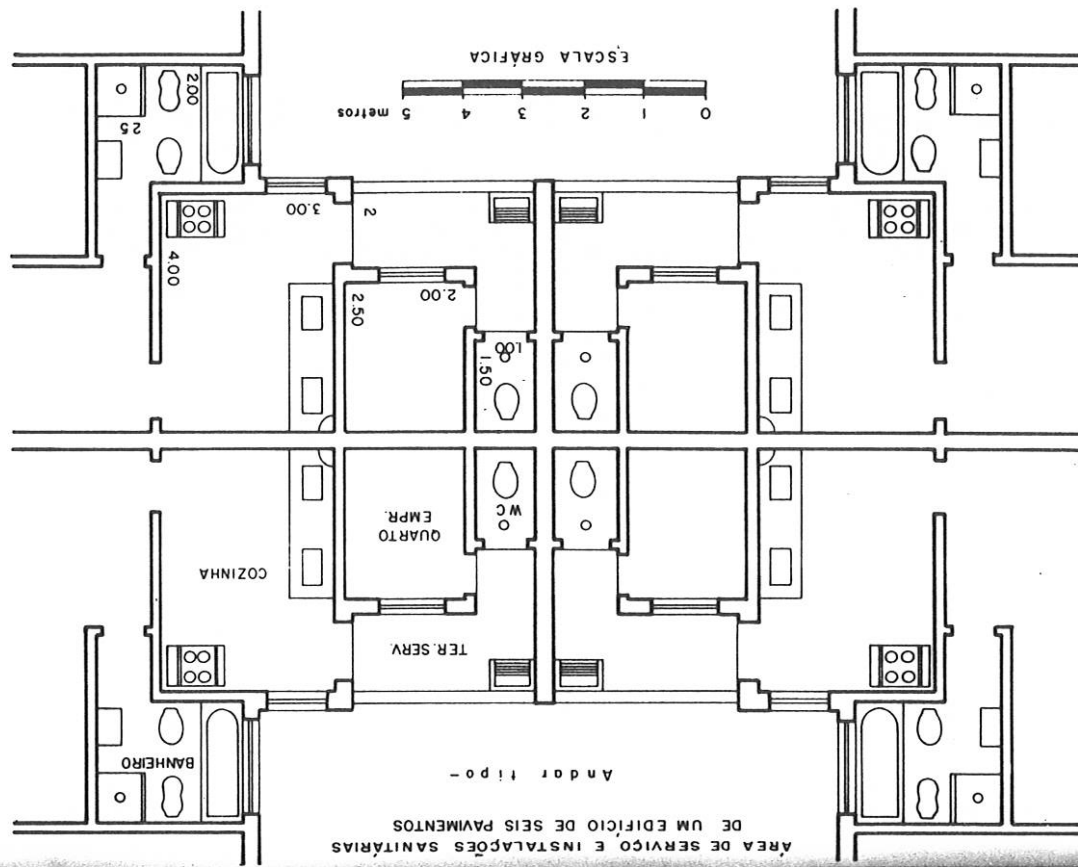 ÁREA DE SERVIÇO E INSTALAÇÕES SANITÁRIAS
DE UM EDIFÍCIO DE SEIS PAVIMENTOS
Andar tipo-
BANHEIRO
TER. SERV.
COZINHA
QUARTO
EMPR.
WC
1.50
1.00
2.50
2.00
4.00
2
3.00
25
2.00
0 1 2 3 4 5 metros
ESCALA GRÁFICA